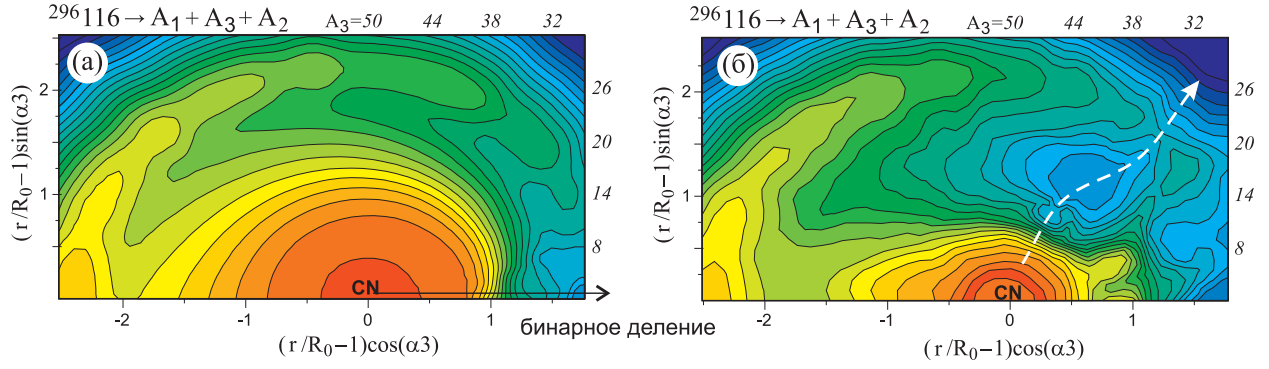 ²⁹⁶116 → A₁ + A₃ + A₂ A₃=50 44 38 32
(а)
26
20
14
8
2
1
(r/R₀–1)sin(α3)
CN
-2 -1 0 1
(r/R₀–1)cos(α3)
бинарное деление
²⁹⁶116 → A₁ + A₃ + A₂ A₃=50 44 38 32
(б)
26
20
14
8
2
1
(r/R₀–1)sin(α3)
CN
-2 -1 0 1
(r/R₀–1)cos(α3)